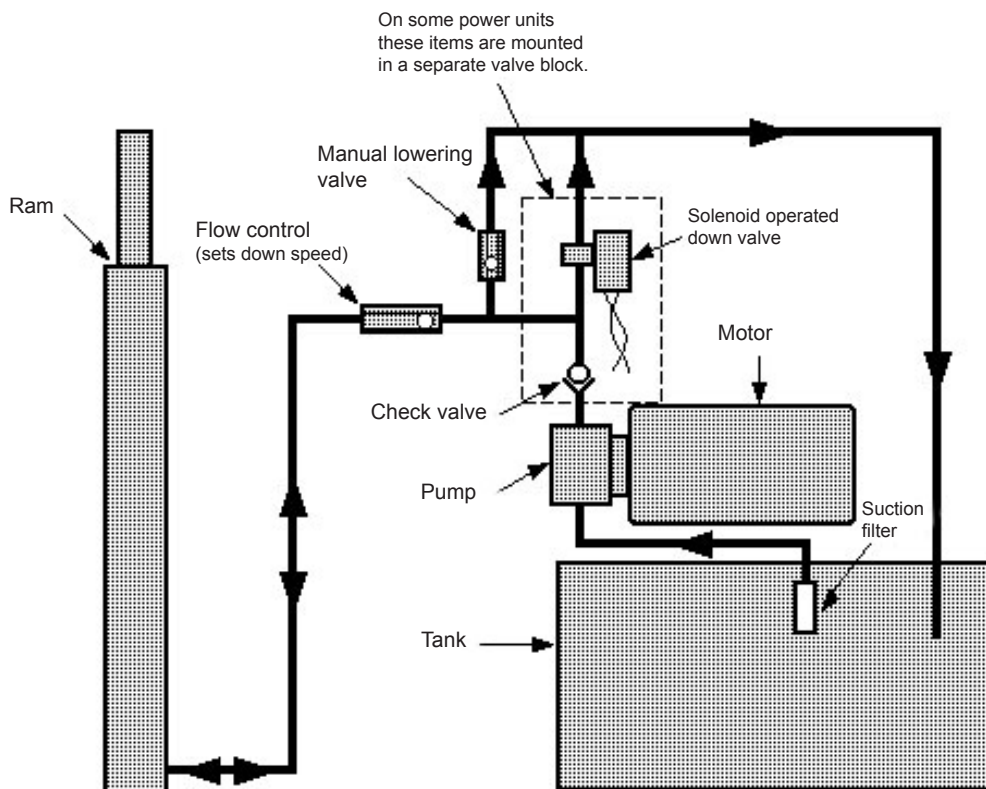 On some power units
these items are mounted
in a separate valve block.
Manual lowering
valve
Ram
Flow control
(sets down speed)
Solenoid operated
down valve
Motor
Check valve
Pump
Suction
filter
Tank